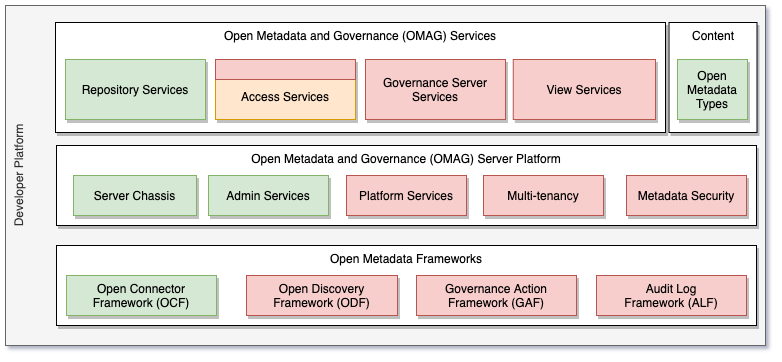 Developer Platform
Open Metadata and Governance (OMAG) Services
Repository Services
Access Services
Governance Server
Services
View Services
Content
Open
Metadata
Types
Open Metadata and Governance (OMAG) Server Platform
Server Chassis
Admin Services
Platform Services
Multi-tenancy
Metadata Security
Open Metadata Frameworks
Open Connector
Framework (OCF)
Open Discovery
Framework (ODF)
Governance Action
Framework (GAF)
Audit Log
Framework (ALF)